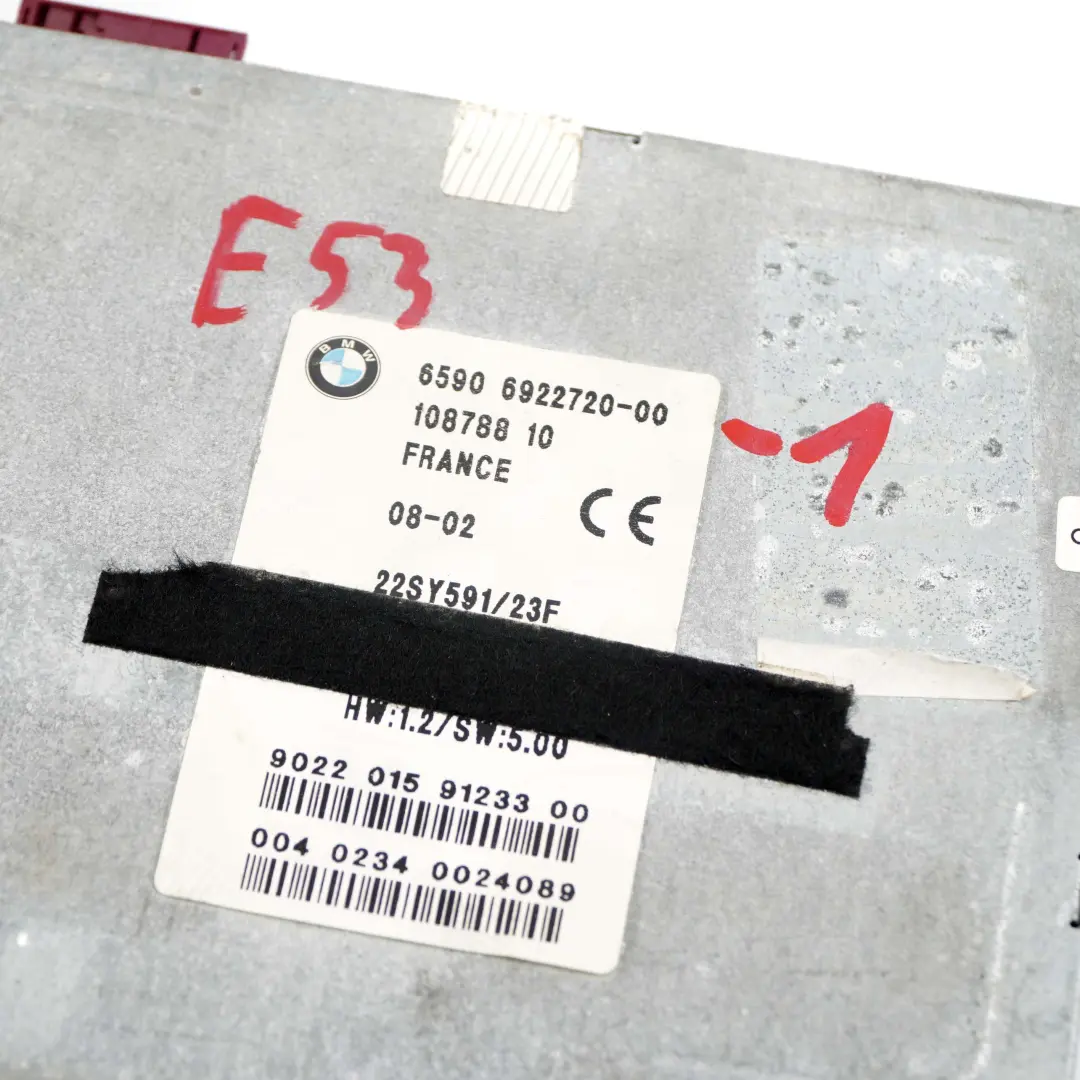 E53
BMW
6590 6922720-00
108788 10
FRANCE
-1
08-02
CE
22SY591/23F
HW:1.2/SW:5.00
9022 015 91233 00
004 0234 0024089